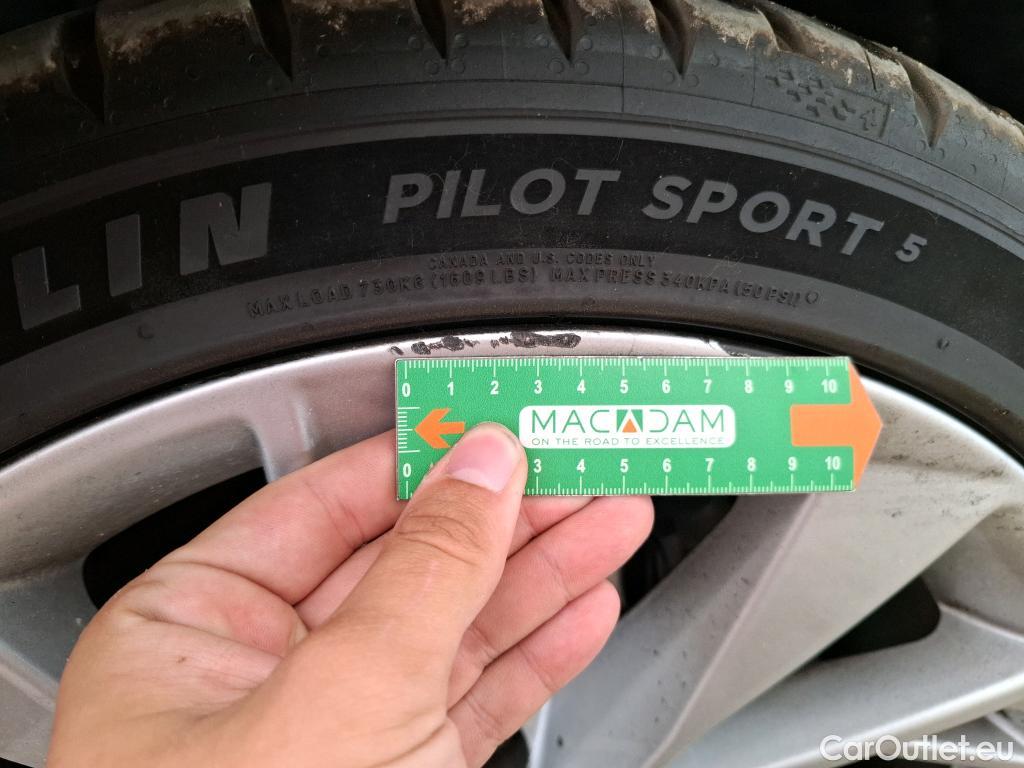 LIN PILOT SPORT 5
CANADA AND U.S. CODES ONLY
MAX LOAD 730KG (1609 LBS) MAX PRESS 340KPA (50 PSI)
0 1 2 3 4 5 6 7 8 9 10
MACADAM
ON THE ROAD TO EXCELLENCE
0 3 4 5 6 7 8 9 10
CarOutlet.eu